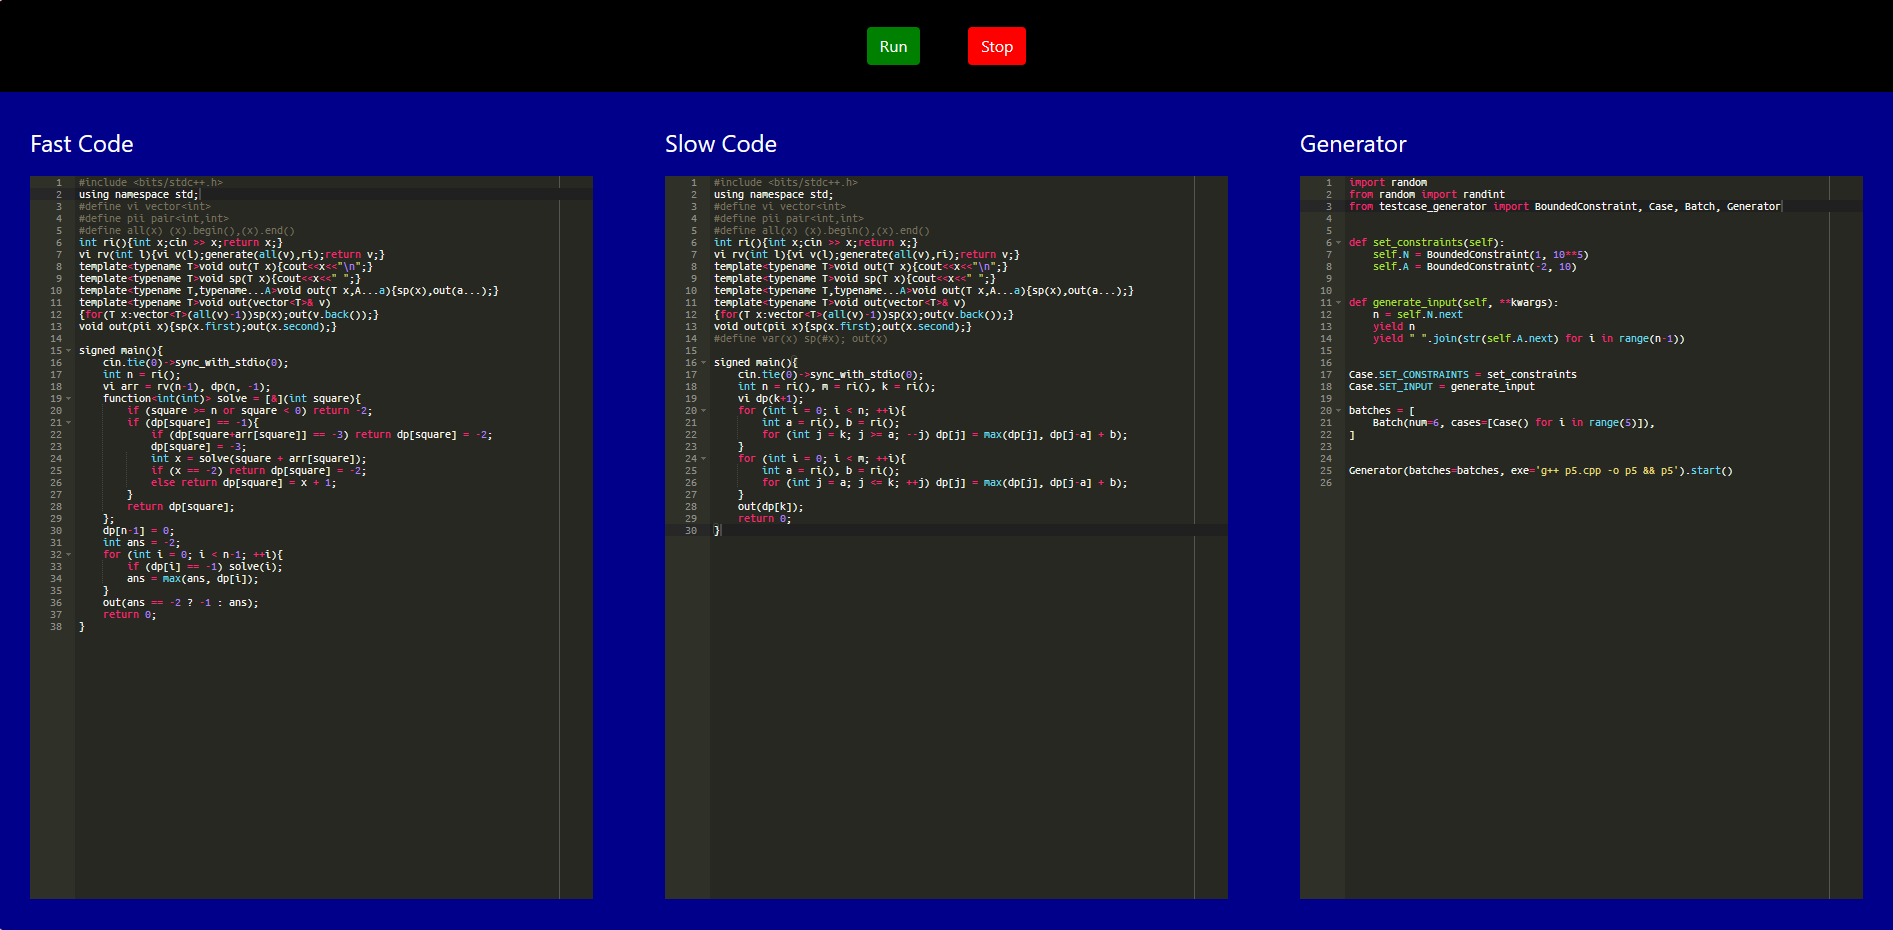 Run
Stop
Fast Code
1 #include <bits/stdc++.h>
2 using namespace std;
3 #define vi vector<int>
4 #define pii pair<int,int>
5 #define all(x) (x).begin(),(x).end()
6 int ri(){int x;cin >> x;return x;}
7 vi rv(int l){vi v(l);generate(all(v),ri);return v;}
8 template<typename T>void out(T x){cout<<x<<"\n";}
9 template<typename T>void sp(T x){cout<<x<<" ";}
10 template<typename T,typename...A>void out(T x,A...a){sp(x),out(a...);}
11 template<typename T>void out(vector<T>& v)
12 {for(T x:vector<T>(all(v)-1))sp(x);out(v.back());}
13 void out(pii x){sp(x.first);out(x.second);}
14
15 signed main(){
16     cin.tie(0)->sync_with_stdio(0);
17     int n = ri();
18     vi arr = rv(n-1), dp(n, -1);
19     function<int(int)> solve = [&](int square){
20         if (square >= n or square < 0) return -2;
21         if (dp[square] == -1){
22             if (dp[square+arr[square]] == -3) return dp[square] = -2;
23             dp[square] = -3;
24             int x = solve(square + arr[square]);
25             if (x == -2) return dp[square] = -2;
26             else return dp[square] = x + 1;
27         }
28         return dp[square];
29     };
30     dp[n-1] = 0;
31     int ans = -2;
32     for (int i = 0; i < n-1; ++i){
33         if (dp[i] == -1) solve(i);
34         ans = max(ans, dp[i]);
35     }
36     out(ans == -2 ? -1 : ans);
37     return 0;
38 }
Slow Code
1 #include <bits/stdc++.h>
2 using namespace std;
3 #define vi vector<int>
4 #define pii pair<int,int>
5 #define all(x) (x).begin(),(x).end()
6 int ri(){int x;cin >> x;return x;}
7 vi rv(int l){vi v(l);generate(all(v),ri);return v;}
8 template<typename T>void out(T x){cout<<x<<"\n";}
9 template<typename T>void sp(T x){cout<<x<<" ";}
10 template<typename T,typename...A>void out(T x,A...a){sp(x),out(a...);}
11 template<typename T>void out(vector<T>& v)
12 {for(T x:vector<T>(all(v)-1))sp(x);out(v.back());}
13 void out(pii x){sp(x.first);out(x.second);}
14 #define var(x) sp(#x); out(x)
15
16 signed main(){
17     cin.tie(0)->sync_with_stdio(0);
18     int n = ri(), m = ri(), k = ri();
19     vi dp(k+1);
20     for (int i = 0; i < n; ++i){
21         int a = ri(), b = ri();
22         for (int j = k; j >= a; --j) dp[j] = max(dp[j], dp[j-a] + b);
23     }
24     for (int i = 0; i < m; ++i){
25         int a = ri(), b = ri();
26         for (int j = a; j <= k; ++j) dp[j] = max(dp[j], dp[j-a] + b);
27     }
28     out(dp[k]);
29     return 0;
30 }
Generator
1 import random
2 from random import randint
3 from testcase_generator import BoundedConstraint, Case, Batch, Generator
4
5
6 def set_constraints(self):
7     self.N = BoundedConstraint(1, 10**5)
8     self.A = BoundedConstraint(-2, 10)
9
10
11 def generate_input(self, **kwargs):
12     n = self.N.next
13     yield n
14     yield " ".join(str(self.A.next) for i in range(n-1))
15
16
17 Case.SET_CONSTRAINTS = set_constraints
18 Case.SET_INPUT = generate_input
19
20 batches = [
21     Batch(num=6, cases=[Case() for i in range(5)]),
22 ]
23
24
25 Generator(batches=batches, exe='g++ p5.cpp -o p5 && p5').start()
26